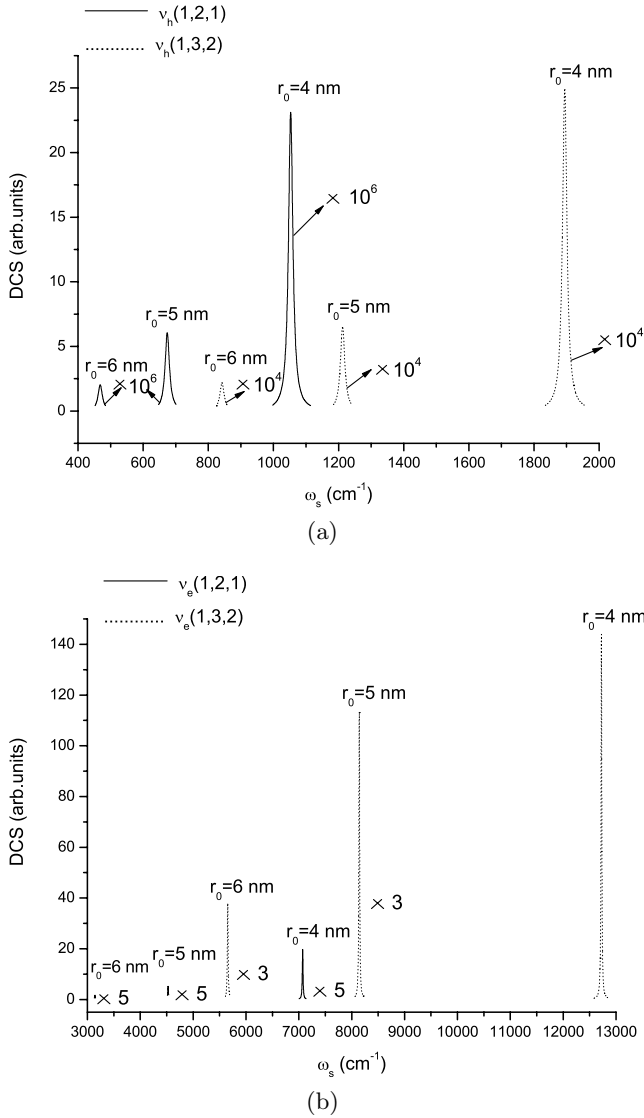 ν_h(1,2,1)
ν_h(1,3,2)
r_0=4 nm
r_0=4 nm
25
20
× 10^6
15
DCS (arb.units)
10
r_0=5 nm
r_0=5 nm
× 10^4
5
r_0=6 nm
r_0=6 nm
× 10^4
× 10^6
× 10^4
0
400 600 800 1000 1200 1400 1600 1800 2000
ω_s (cm^-1)
(a)
ν_e(1,2,1)
ν_e(1,3,2)
r_0=4 nm
140
120
r_0=5 nm
100
DCS (arb.units)
80
60
r_0=6 nm
40
× 3
r_0=4 nm
20
r_0=5 nm
r_0=6 nm
× 3
× 5
× 5
× 5
0
3000 4000 5000 6000 7000 8000 9000 10000 11000 12000 13000
ω_s (cm^-1)
(b)